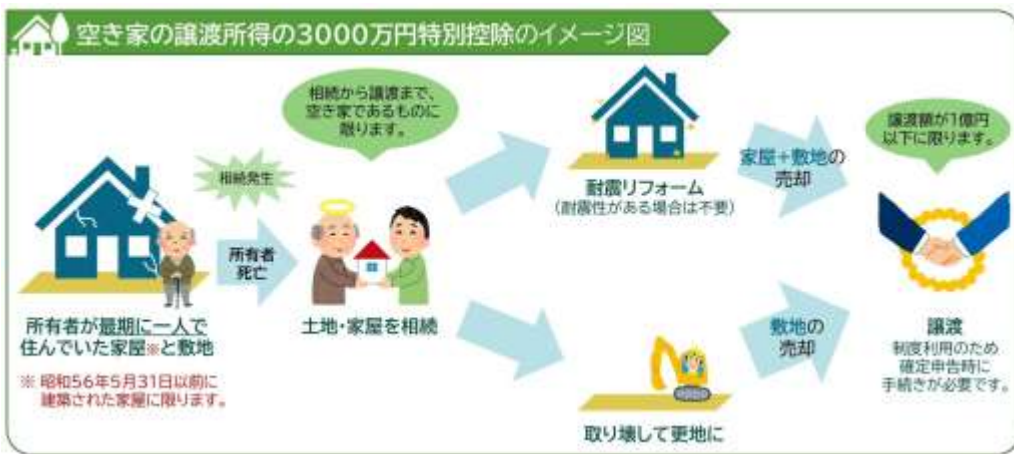 空き家の譲渡所得の3000万円特別控除のイメージ図
相続から譲渡まで、
空き家であるものに
限ります。
相続発生
所有者
死亡
所有者が最期に一人で
住んでいた家屋※と敷地
※ 昭和56年5月31日以前に
建築された家屋に限ります。
土地・家屋を相続
耐震リフォーム
(耐震性がある場合は不要)
家屋+敷地の
売却
取り壊して更地に
敷地の
売却
譲渡額が1億円
以下に限ります。
譲渡
制度利用のため
確定申告時に
手続きが必要です。